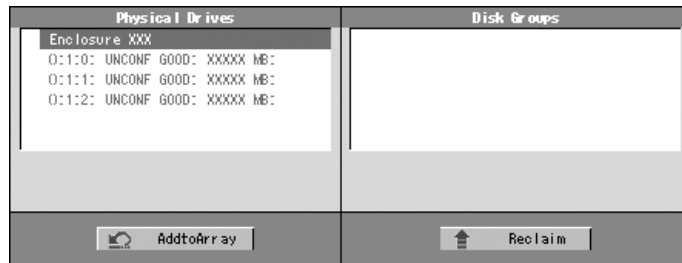 Physical Drives
Enclosure XXX
0:1:0: UNCONF GOOD: XXXXX MB:
0:1:1: UNCONF GOOD: XXXXX MB:
0:1:2: UNCONF GOOD: XXXXX MB:
AddtoArray
Disk Groups
Reclaim